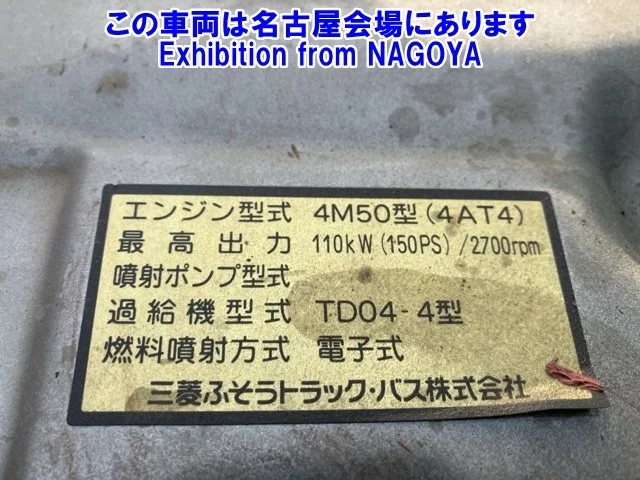 この車両は名古屋会場にあります
Exhibition from NAGOYA
エンジン型式 4M50型(4AT4)
最高出力 110kW(150PS)/2700rpm
噴射ポンプ型式
過給機型式 TD04-4型
燃料噴射方式 電子式
三菱ふそうトラック・バス株式会社